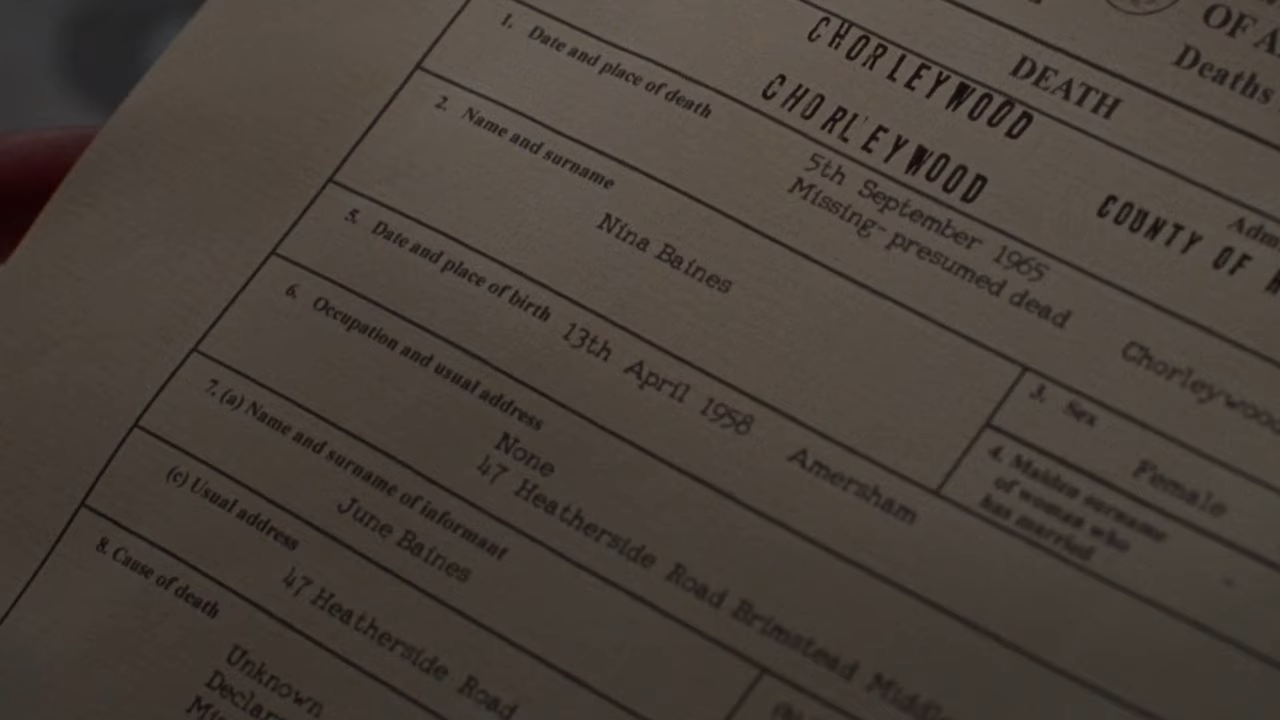 OF A
Deaths
DEATH
CHORLEYWOOD
CHORLEYWOOD
COUNTY OF
1. Date and place of death
5th September 1965
Missing- presumed dead
Chorleywood
2. Name and surname
Nina Baines
3. Sex
Female
4. Maiden surname
of woman who
has married
5. Date and place of birth
13th April 1958 Amersham
6. Occupation and usual address
None
47 Heatherside Road Brimstead
7. (a) Name and surname of informant
June Baines
(c) Usual address
47 Heatherside Road
8. Cause of death
Unknown